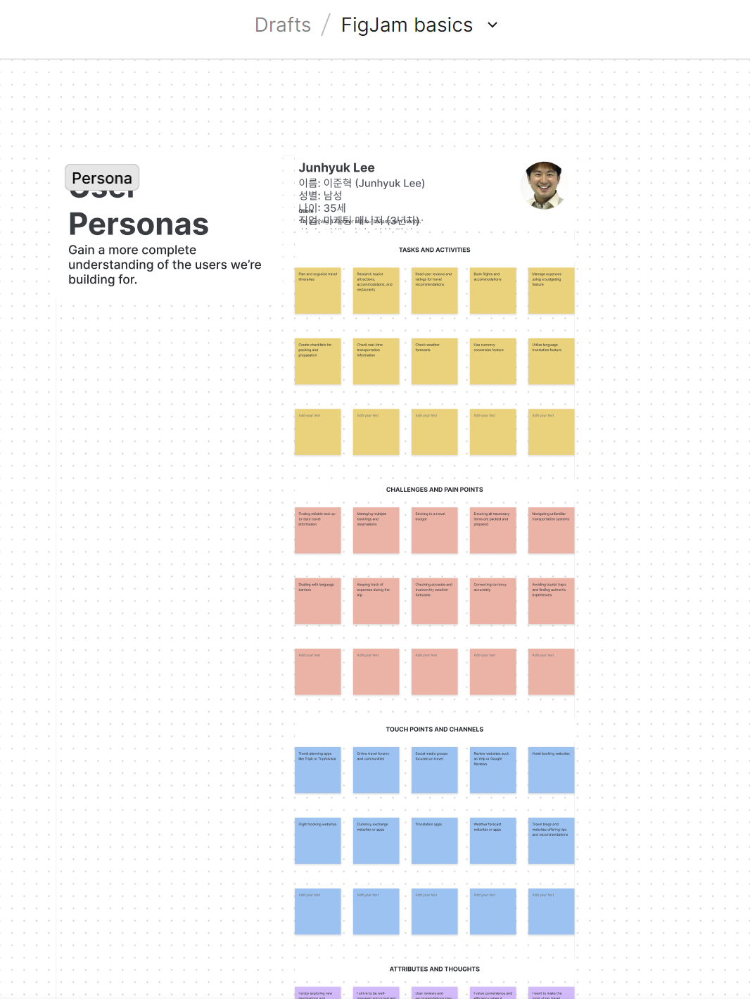 Drafts / FigJam basics
Persona
User
Personas
Gain a more complete
understanding of the users we’re
building for.
Junhyuk Lee
이름: 이준혁 (Junhyuk Lee)
성별: 남성
나이: 35세
Quote
직업: 마케팅 매니저 (3년차)
TASKS AND ACTIVITIES
Plan and organize travel
itineraries
Research tourist
attractions,
accommodations, and
restaurants
Read user reviews and
ratings for travel
recommendations
Book flights and
accommodations
Manage expenses
using a budgeting
feature
Create checklists for
packing and
preparation
Check real-time
transportation
information
Check weather
forecasts
Use currency
conversion feature
Utilize language
translation feature
Add your text
Add your text
Add your text
Add your text
Add your text
CHALLENGES AND PAIN POINTS
Finding reliable and up-
to-date travel
information
Managing multiple
bookings and
reservations
Sticking to a travel
budget
Ensuring all necessary
items are packed and
prepared
Navigating unfamiliar
transportation systems
Dealing with language
barriers
Keeping track of
expenses during the
trip
Checking accurate and
trustworthy weather
forecasts
Converting currency
accurately
Avoiding tourist traps
and finding authentic
experiences
Add your text
Add your text
Add your text
Add your text
Add your text
TOUCH POINTS AND CHANNELS
Travel planning apps
like TripIt or TripAdvisor
Online travel forums
and communities
Social media groups
focused on travel
Review websites such
as Yelp or Google
Reviews
Hotel booking websites
Flight booking websites
Currency exchange
websites or apps
Translation apps
Weather forecast
websites or apps
Travel blogs and
websites offering tips
and recommendations
Add your text
Add your text
Add your text
Add your text
Add your text
ATTRIBUTES AND THOUGHTS
I enjoy exploring new
destinations and
I strive to be well-
prepared and organized
User reviews and
recommendations play
I value convenience and
efficiency when it
I want to make the
most of my travel